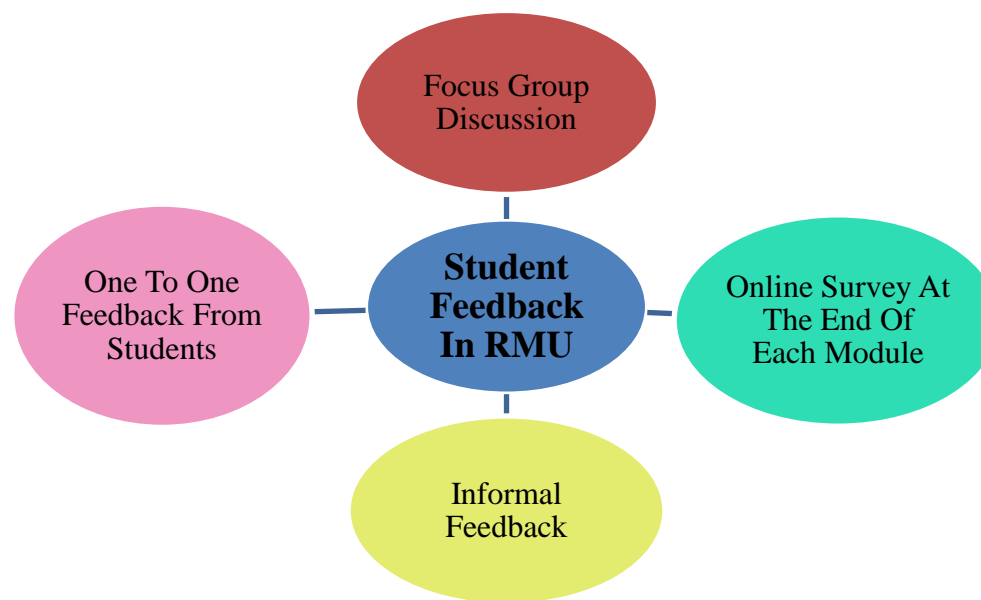 Focus Group
Discussion
One To One
Feedback From
Students
Student
Feedback
In RMU
Online Survey At
The End Of
Each Module
Informal
Feedback